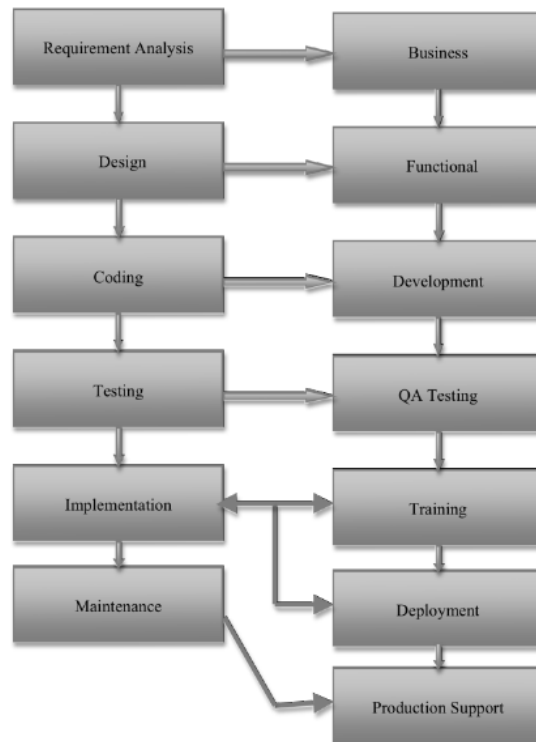 Requirement Analysis
Business
Design
Functional
Coding
Development
Testing
QA Testing
Implementation
Training
Maintenance
Deployment
Production Support